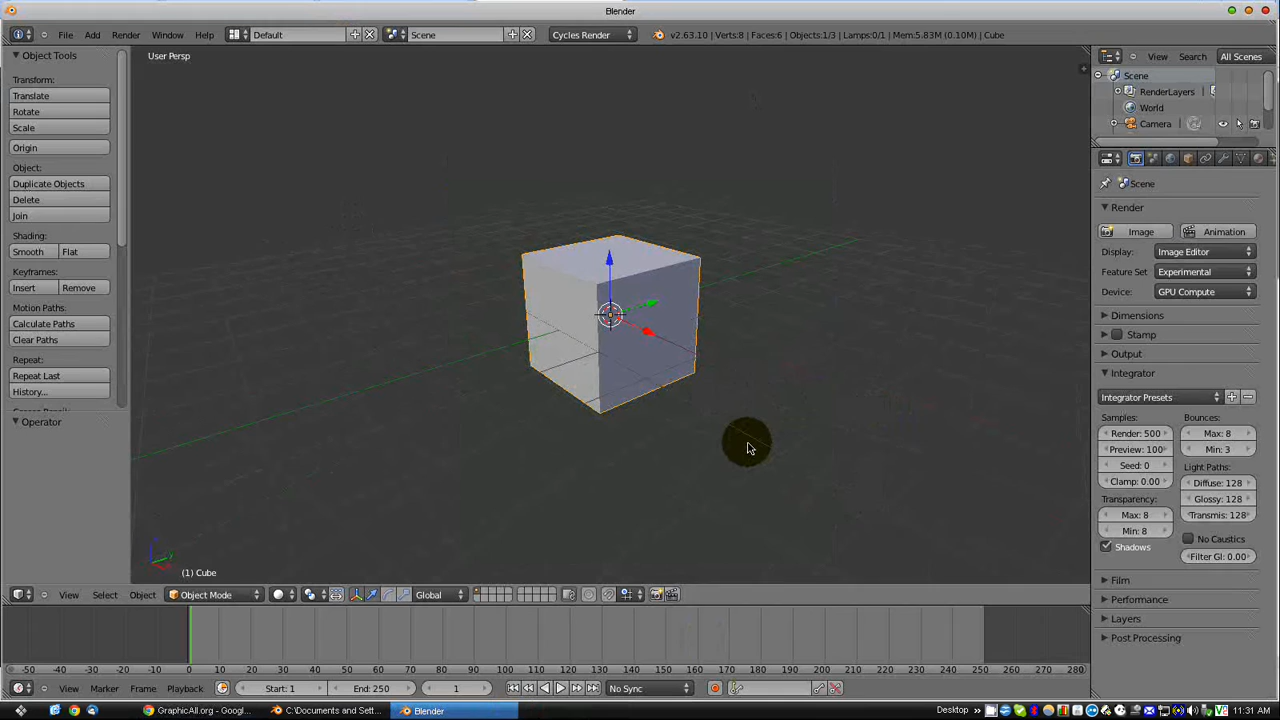 Blender
File Add Render Window Help Default Scene Cycles Render v2.63.10 | Verts:8 | Faces:6 | Objects:1/3 | Lamps:0/1 | Mem:5.83M (0.10M) | Cube
Object Tools
Transform:
Translate
Rotate
Scale
Origin
Object:
Duplicate Objects
Delete
Join
Shading:
Smooth Flat
Keyframes:
Insert Remove
Motion Paths:
Calculate Paths
Clear Paths
Repeat:
Repeat Last
History...
Operator
User Persp
(1) Cube
View Search All Scenes
Scene
RenderLayers
World
Camera
Scene
Render
Image Animation
Display: Image Editor
Feature Set Experimental
Device: GPU Compute
Dimensions
Stamp
Output
Integrator
Integrator Presets
Samples: Bounces:
Render: 500 Max: 8
Preview: 100 Min: 3
Seed: 0 Light Paths:
Clamp: 0.00 Diffuse: 128
Transparency: Glossy: 128
Max: 8 Transmis: 128
Min: 8
Shadows No Caustics
Filter Gl: 0.00
Film
Performance
Layers
Post Processing
View Select Object Object Mode Global
-50 -40 -30 -20 -10 0 10 20 30 40 50 60 70 80 90 100 110 120 130 140 150 160 170 180 190 200 210 220 230 240 250 260 270 280
View Marker Frame Playback Start: 1 End: 250 1 No Sync
GraphicAll.org - Googl... C:\Documents and Sett... Blender Desktop » 11:31 AM